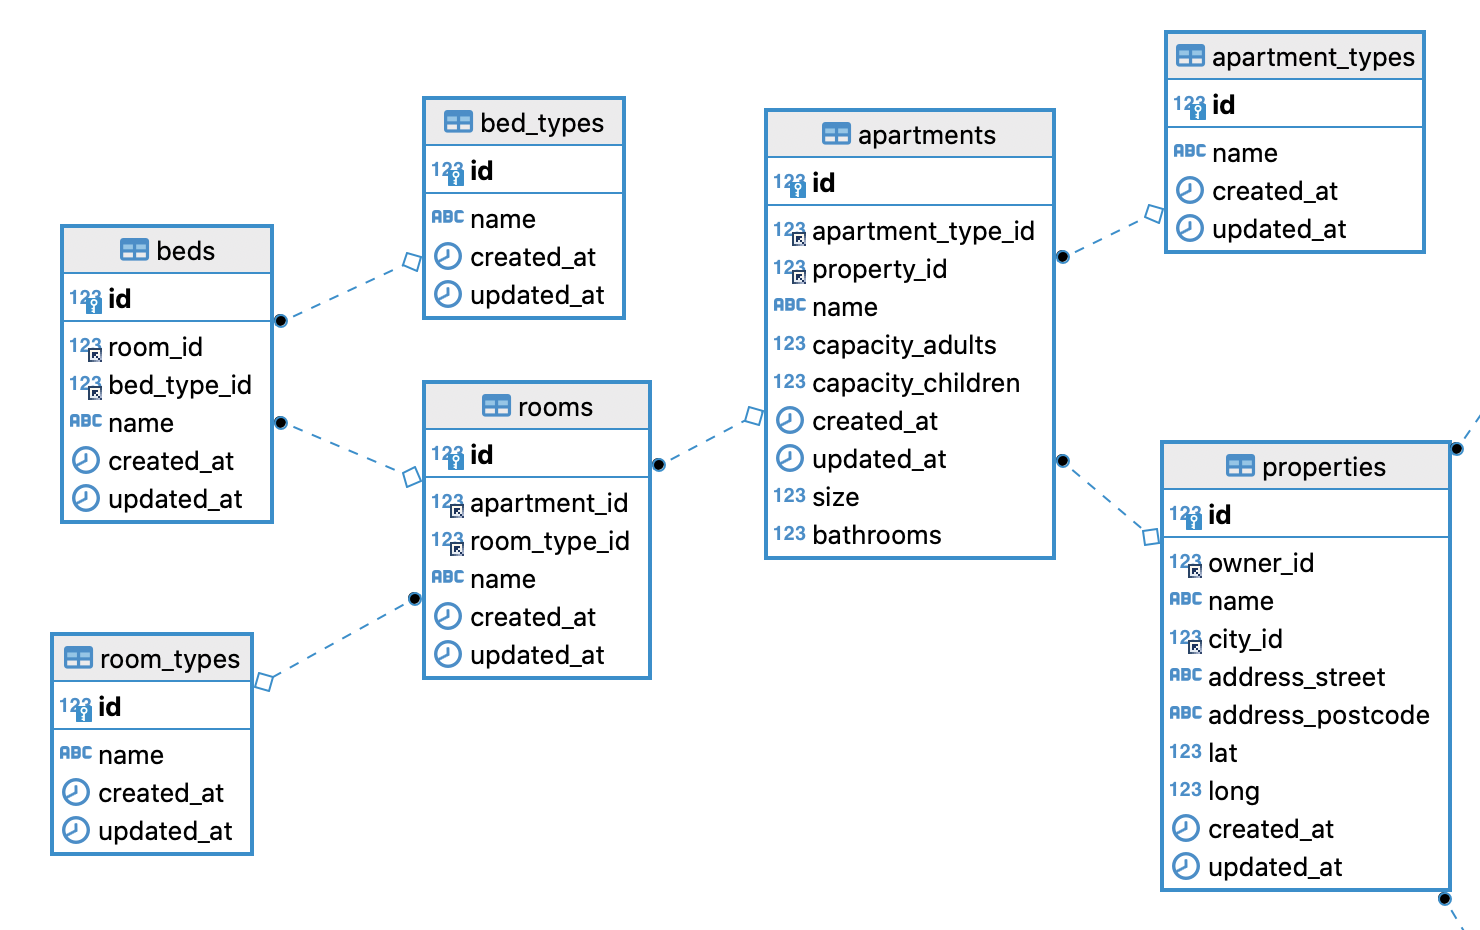 beds
123 id
123 room_id
123 bed_type_id
ABC name
created_at
updated_at
bed_types
123 id
ABC name
created_at
updated_at
rooms
123 id
123 apartment_id
123 room_type_id
ABC name
created_at
updated_at
room_types
123 id
ABC name
created_at
updated_at
apartments
123 id
123 apartment_type_id
123 property_id
ABC name
123 capacity_adults
123 capacity_children
created_at
updated_at
123 size
123 bathrooms
apartment_types
123 id
ABC name
created_at
updated_at
properties
123 id
123 owner_id
ABC name
123 city_id
ABC address_street
ABC address_postcode
123 lat
123 long
created_at
updated_at